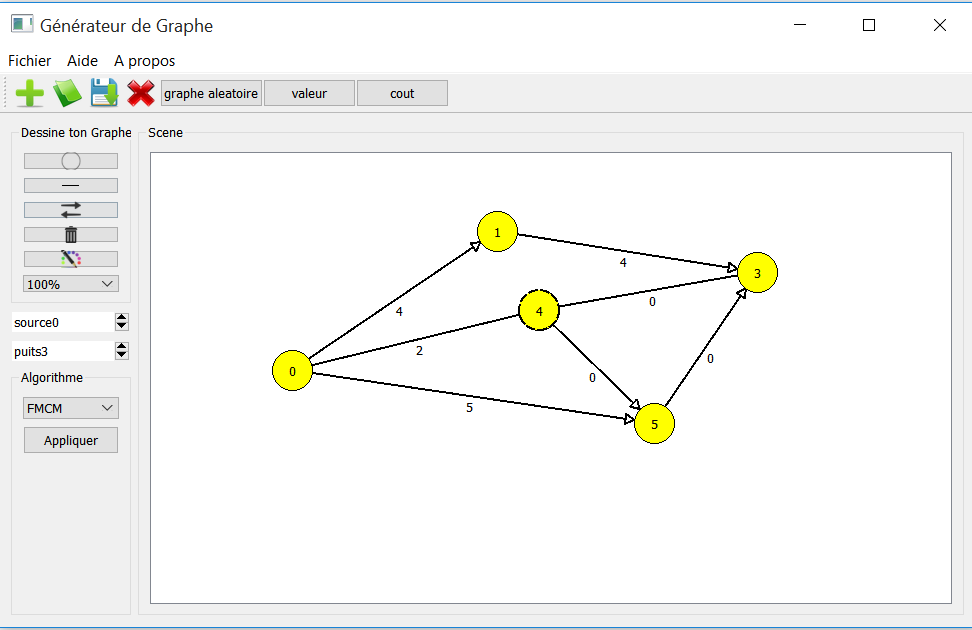 Générateur de Graphe
Fichier Aide A propos
graphe aleatoire valeur cout
Dessine ton Graphe
100%
source0
puits3
Algorithme
FMCM
Appliquer
Scene
1
4
3
4
0
4
2
0
0
0
5
5